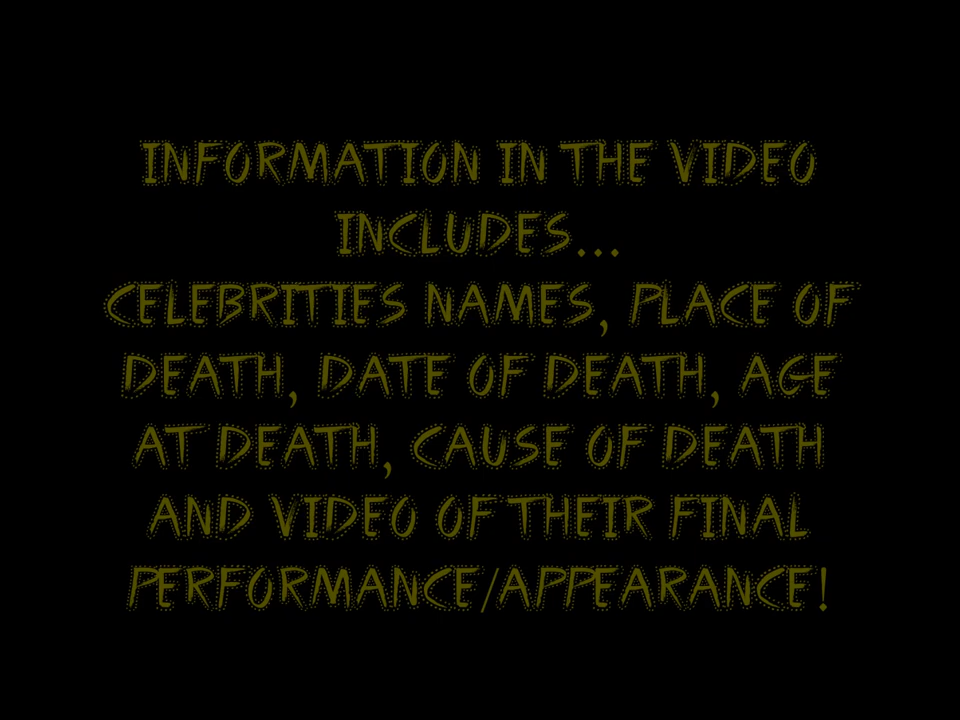 INFORMATION IN THE VIDEO
INCLUDES...
CELEBRITIES NAMES, PLACE OF
DEATH, DATE OF DEATH, AGE
AT DEATH, CAUSE OF DEATH
AND VIDEO OF THEIR FINAL
PERFORMANCE/APPEARANCE!